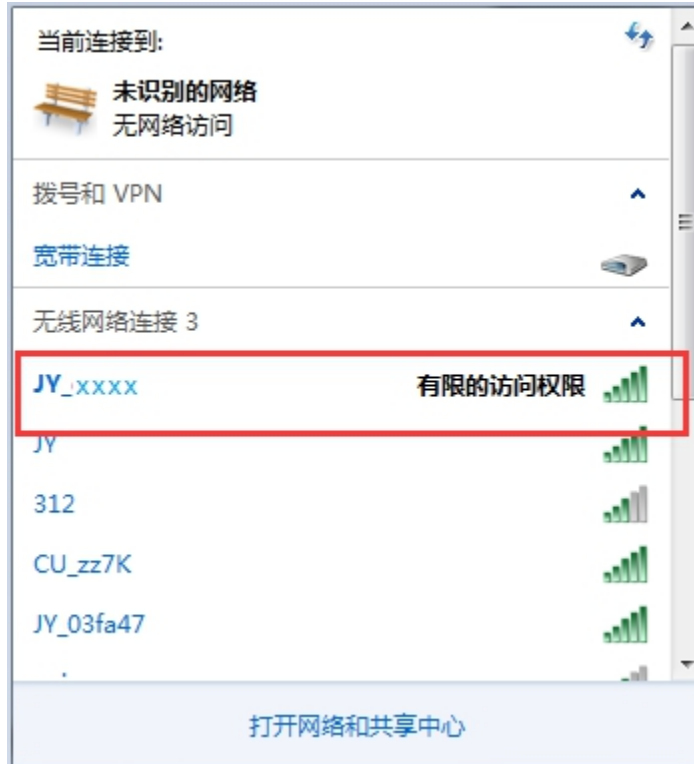 当前连接到:
未识别的网络
无网络访问
拨号和 VPN
宽带连接
无线网络连接 3
JY_xxxx 有限的访问权限
JY
312
CU_zz7K
JY_03fa47
打开网络和共享中心